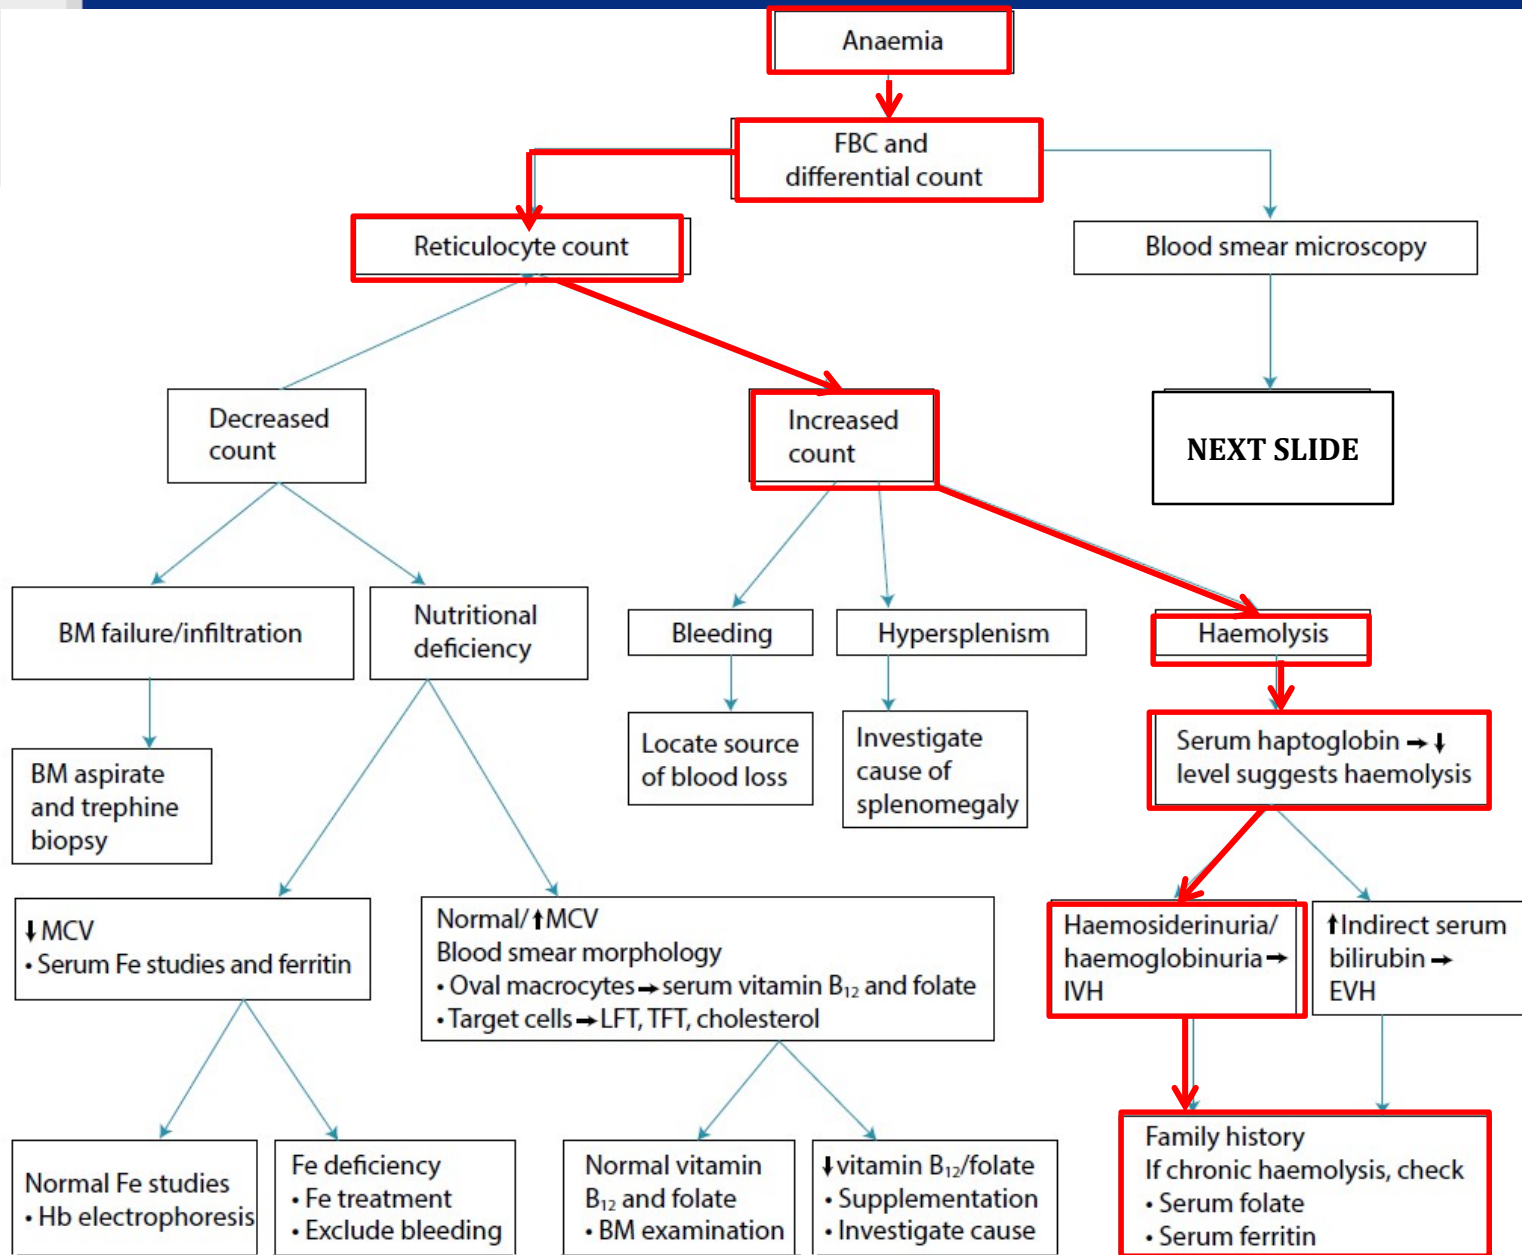 Anaemia
FBC and
differential count
Reticulocyte count
Blood smear microscopy
Decreased
count
Increased
count
NEXT SLIDE
BM failure/infiltration
Nutritional
deficiency
Bleeding
Hypersplenism
Haemolysis
BM aspirate
and trephine
biopsy
Locate source
of blood loss
Investigate
cause of
splenomegaly
Serum haptoglobin → ↓
level suggests haemolysis
↓ MCV
• Serum Fe studies and ferritin
Normal/ ↑ MCV
Blood smear morphology
• Oval macrocytes → serum vitamin B₁₂ and folate
• Target cells → LFT, TFT, cholesterol
Haemosiderinuria/
haemoglobinuria →
IVH
↑ Indirect serum
bilirubin →
EVH
Normal Fe studies
• Hb electrophoresis
Fe deficiency
• Fe treatment
• Exclude bleeding
Normal vitamin
B₁₂ and folate
• BM examination
↓ vitamin B₁₂/folate
• Supplementation
• Investigate cause
Family history
If chronic haemolysis, check
• Serum folate
• Serum ferritin